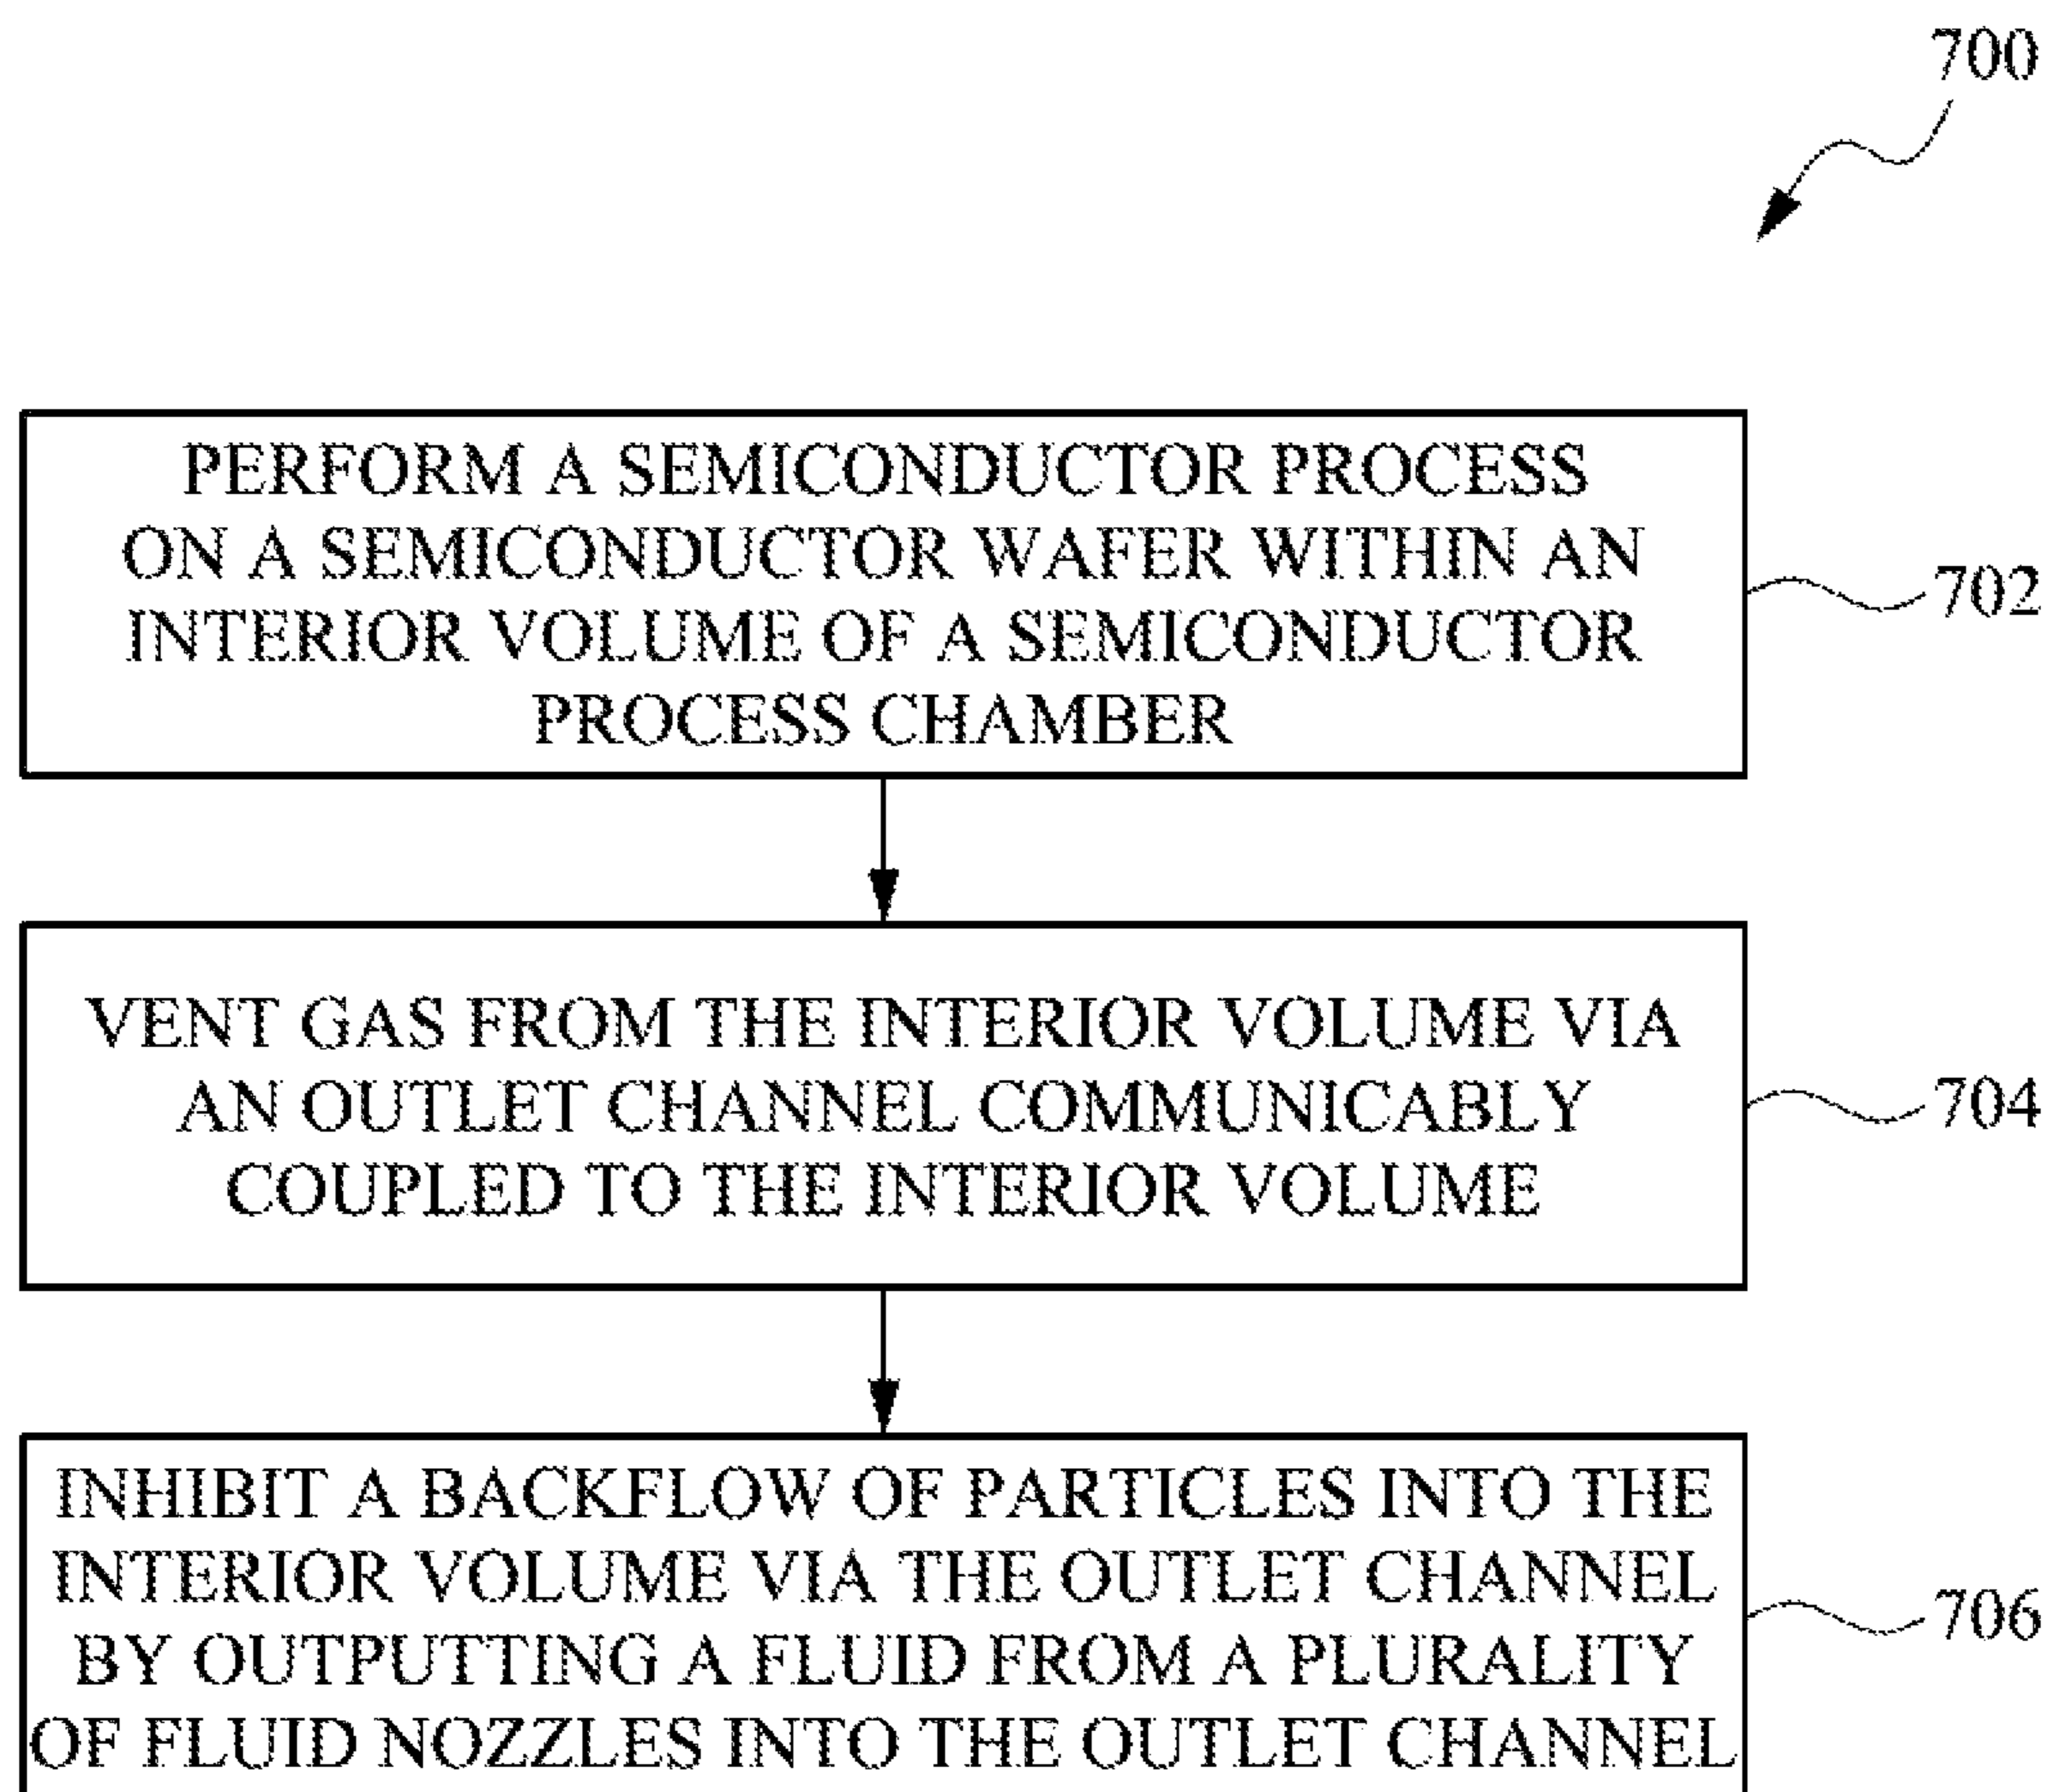 700
PERFORM A SEMICONDUCTOR PROCESS
ON A SEMICONDUCTOR WAFER WITHIN AN
INTERIOR VOLUME OF A SEMICONDUCTOR
PROCESS CHAMBER
702
VENT GAS FROM THE INTERIOR VOLUME VIA
AN OUTLET CHANNEL COMMUNICABLY
COUPLED TO THE INTERIOR VOLUME
704
INHIBIT A BACKFLOW OF PARTICLES INTO THE
INTERIOR VOLUME VIA THE OUTLET CHANNEL
BY OUTPUTTING A FLUID FROM A PLURALITY
OF FLUID NOZZLES INTO THE OUTLET CHANNEL
706